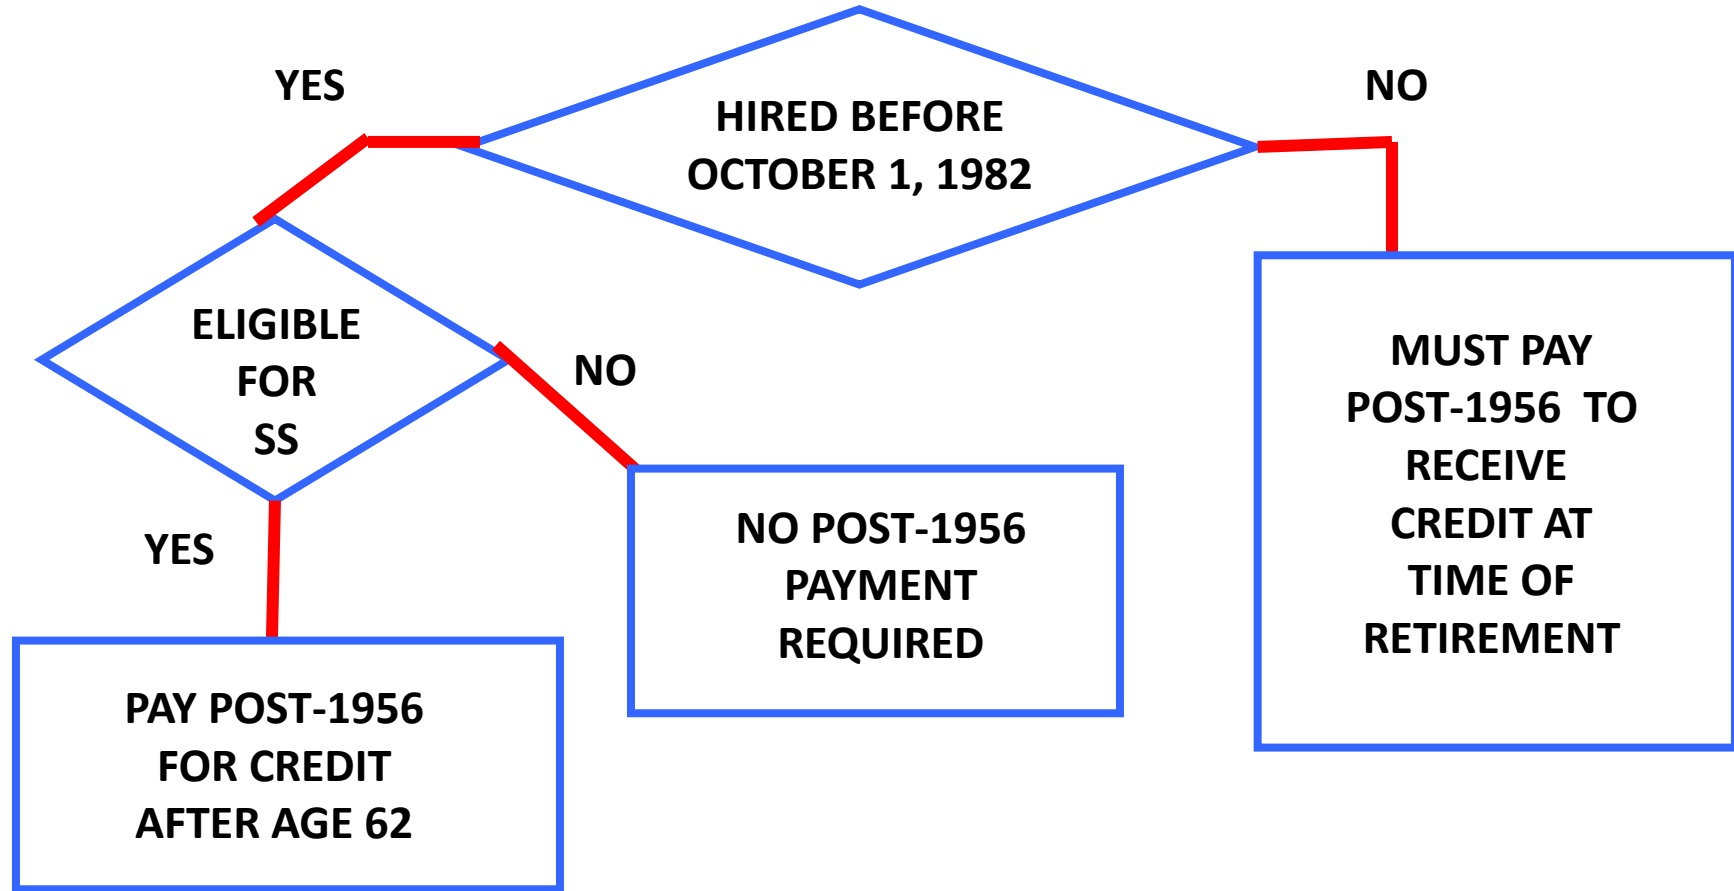 YES
HIRED BEFORE
OCTOBER 1, 1982
NO
ELIGIBLE
FOR
SS
NO
YES
MUST PAY
POST-1956 TO
RECEIVE
CREDIT AT
TIME OF
RETIREMENT
NO POST-1956
PAYMENT
REQUIRED
PAY POST-1956
FOR CREDIT
AFTER AGE 62